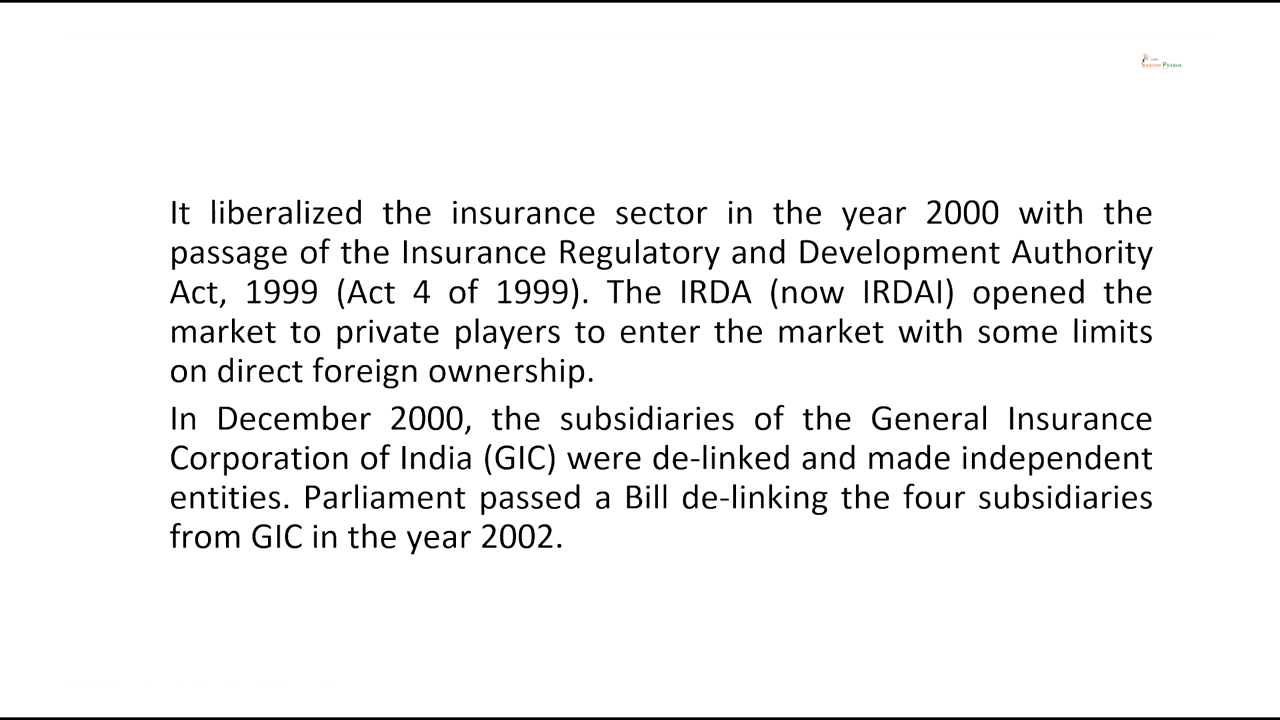 SWAYAM PRABHA
It liberalized the insurance sector in the year 2000 with the
passage of the Insurance Regulatory and Development Authority
Act, 1999 (Act 4 of 1999). The IRDA (now IRDAI) opened the
market to private players to enter the market with some limits
on direct foreign ownership.
In December 2000, the subsidiaries of the General Insurance
Corporation of India (GIC) were de-linked and made independent
entities. Parliament passed a Bill de-linking the four subsidiaries
from GIC in the year 2002.